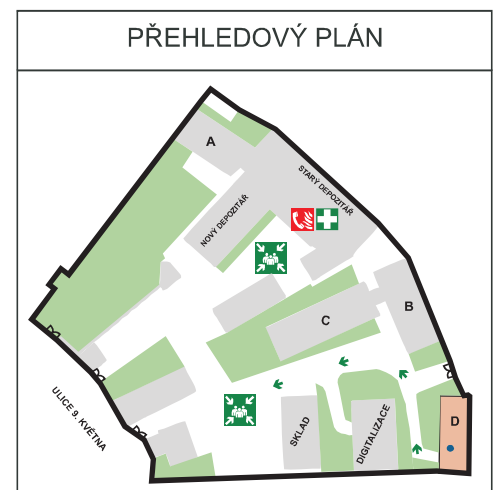 PŘEHLEDOVÝ PLÁN
A
STARÝ DEPOZITÁŘ
NOVÝ DEPOZITÁŘ
B
C
ULICE 9. KVĚTNA
SKLAD
DIGITALIZACE
D